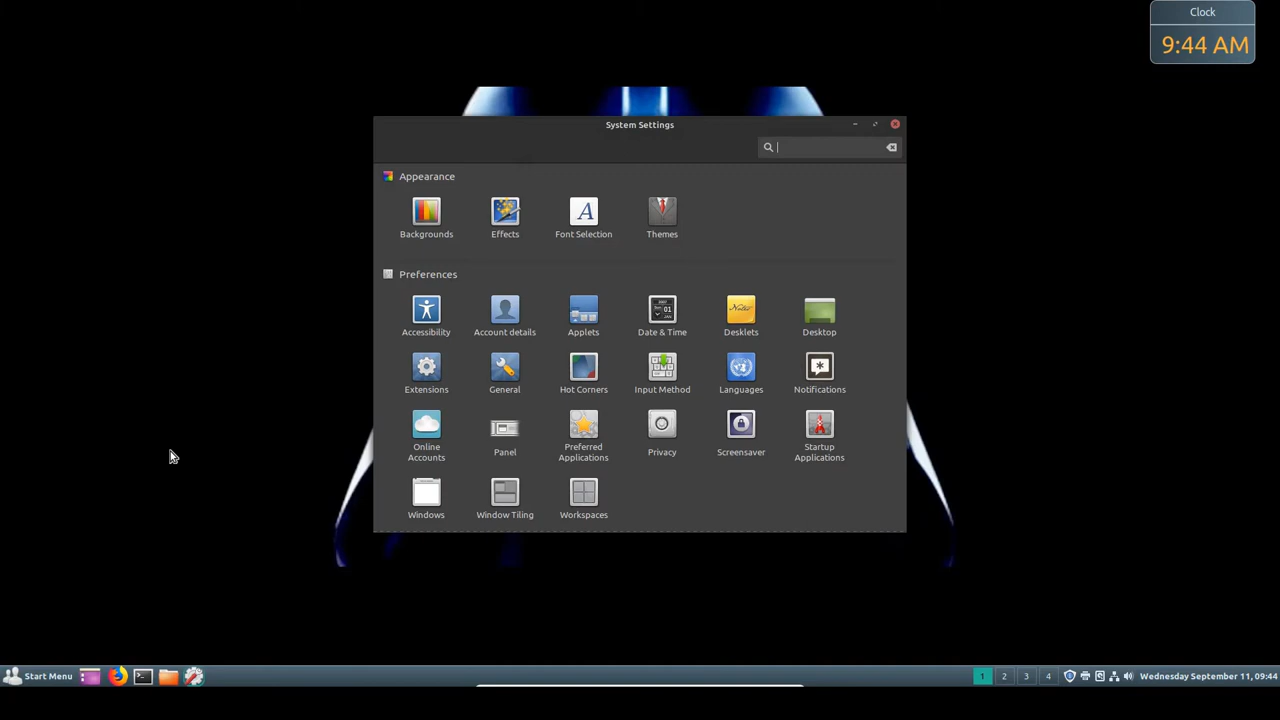 Clock
9:44 AM
System Settings
Appearance
Backgrounds
Effects
Font Selection
Themes
Preferences
Accessibility
Account details
Applets
Date & Time
Desklets
Desktop
Extensions
General
Hot Corners
Input Method
Languages
Notifications
Online
Accounts
Panel
Preferred
Applications
Privacy
Screensaver
Startup
Applications
Windows
Window Tiling
Workspaces
Start Menu
1
2
3
4
Wednesday September 11, 09:44